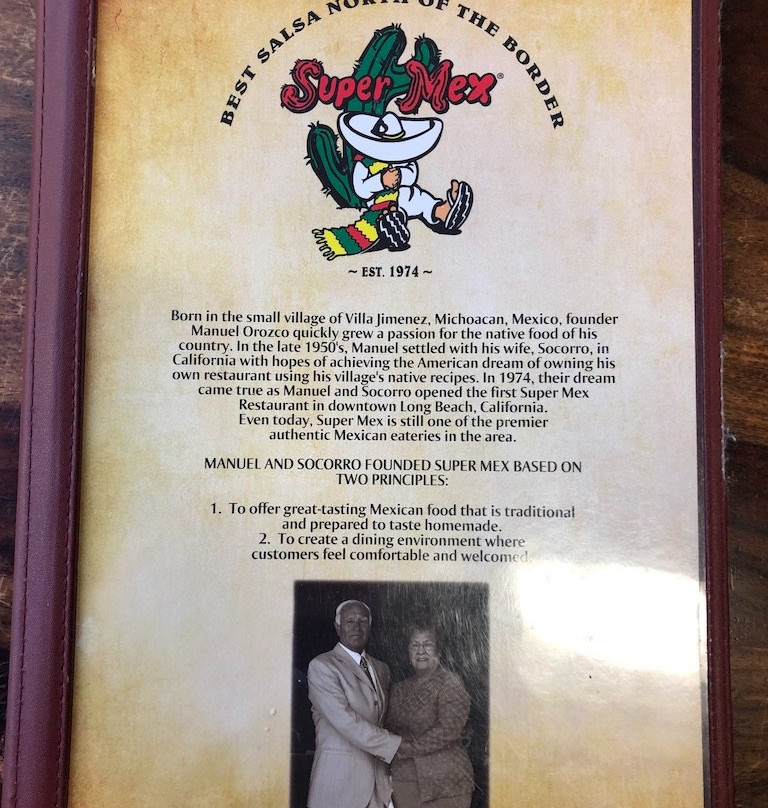 BEST SALSA NORTH OF THE BORDER
Super Mex®
~ EST. 1974 ~
Born in the small village of Villa Jimenez, Michoacan, Mexico, founder
Manuel Orozco quickly grew a passion for the native food of his
country. In the late 1950's, Manuel settled with his wife, Socorro, in
California with hopes of achieving the American dream of owning his
own restaurant using his village's native recipes. In 1974, their dream
came true as Manuel and Socorro opened the first Super Mex
Restaurant in downtown Long Beach, California.
Even today, Super Mex is still one of the premier
authentic Mexican eateries in the area.
MANUEL AND SOCORRO FOUNDED SUPER MEX BASED ON
TWO PRINCIPLES:
1. To offer great-tasting Mexican food that is traditional
and prepared to taste homemade.
2. To create a dining environment where
customers feel comfortable and welcomed.